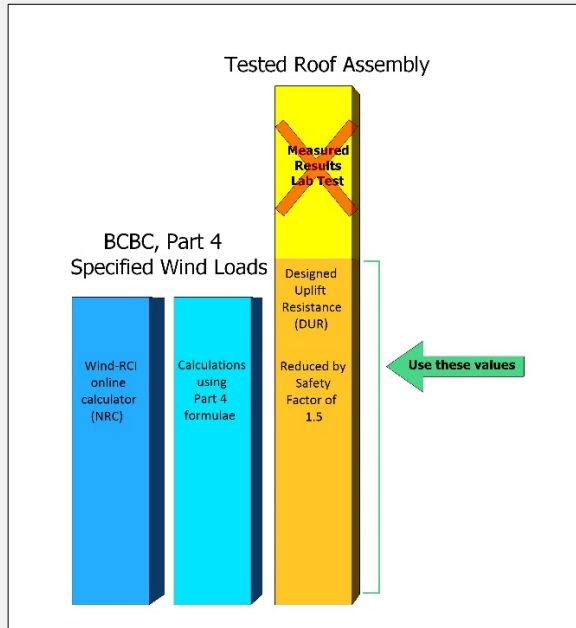 Tested Roof Assembly
Measured
Results
Lab Test
BCBC, Part 4
Specified Wind Loads
Designed
Uplift
Resistance
(DUR)
Reduced by
Safety
Factor of
1.5
Wind-RCI
online
calculator
(NRC)
Calculations
using
Part 4
formulae
Use these values